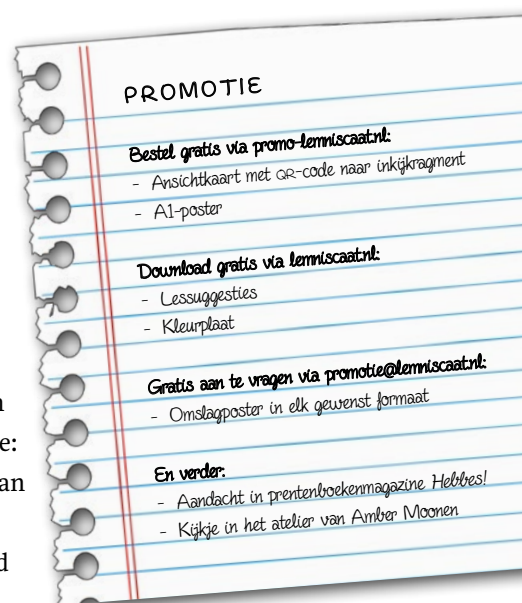 PROMOTIE
Bestel gratis via promo-lemniscaat.nl:
- Ansichtkaart met QR-code naar inkijkfragment
- A1-poster
Download gratis via lemniscaat.nl:
- Lessuggesties
- Kleurplaat
Gratis aan te vragen via promotie@lemniscaat.nl:
- Omslagposter in elk gewenst formaat
En verder:
- Aandacht in prentenboekenmagazine Hebbes!
- Kijkje in het atelier van Amber Moonen
e:
an